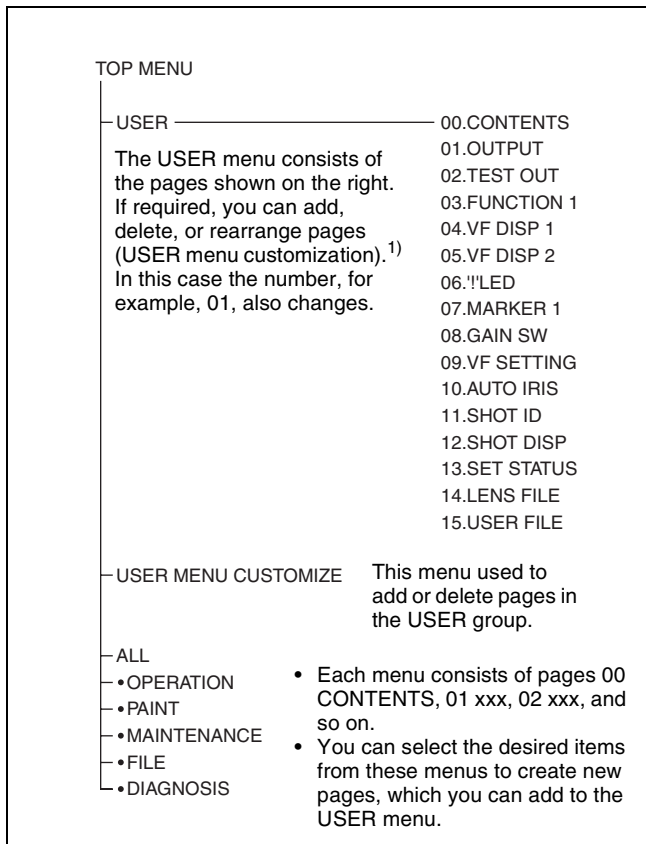 TOP MENU
USER
The USER menu consists of
the pages shown on the right.
If required, you can add,
delete, or rearrange pages
(USER menu customization).1)
In this case the number, for
example, 01, also changes.
00.CONTENTS
01.OUTPUT
02.TEST OUT
03.FUNCTION 1
04.VF DISP 1
05.VF DISP 2
06.'!'LED
07.MARKER 1
08.GAIN SW
09.VF SETTING
10.AUTO IRIS
11.SHOT ID
12.SHOT DISP
13.SET STATUS
14.LENS FILE
15.USER FILE
USER MENU CUSTOMIZE
This menu used to
add or delete pages in
the USER group.
ALL
•OPERATION
•PAINT
•MAINTENANCE
•FILE
•DIAGNOSIS
• Each menu consists of pages 00
CONTENTS, 01 xxx, 02 xxx, and
so on.
• You can select the desired items
from these menus to create new
pages, which you can add to the
USER menu.